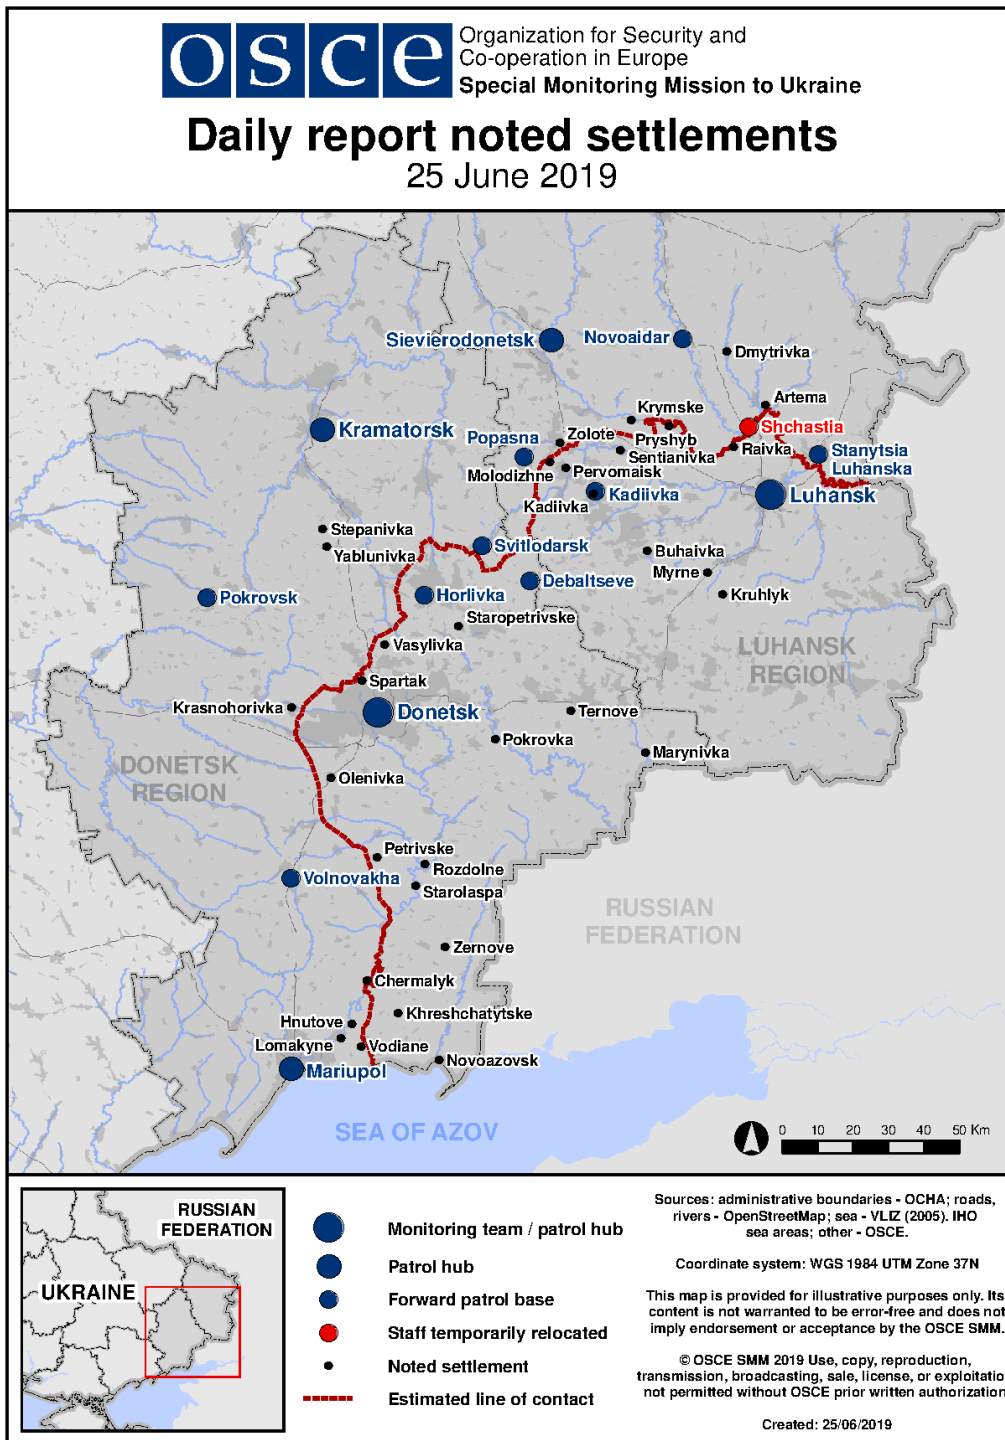 osce
Organization for Security and
Co-operation in Europe
Special Monitoring Mission to Ukraine
Daily report noted settlements
25 June 2019
Sievierodonetsk
Novoaidar
Dmytrivka
Artema
Krymske
Shchastia
Kramatorsk
Popasna
Zolote
Pryshyb
Raivka
Stanytsia
Luhanska
Sentianivka
Molodizhne
Pervomaisk
Kadiivka
Luhansk
Kadiivka
Stepanivka
Svitlodarsk
Yablunivka
Buhaivka
Debaltseve
Myrne
Pokrovsk
Horlivka
Kruhlyk
Staropetrivske
Vasylivka
LUHANSK
REGION
Spartak
Krasnohorivka
Donetsk
Ternove
Pokrovka
Marynivka
DONETSK
REGION
Olenivka
Petrivske
Rozdolne
Volnovakha
Starolaspa
RUSSIAN
FEDERATION
Zernove
Chermalyk
Khreshchatytske
Hnutove
Lomakyne
Vodiane
Novoazovsk
Mariupol
SEA OF AZOV
0 10 20 30 40 50 Km
RUSSIAN
FEDERATION
UKRAINE
Monitoring team / patrol hub
Patrol hub
Forward patrol base
Staff temporarily relocated
Noted settlement
Estimated line of contact
Sources: administrative boundaries - OCHA; roads,
rivers - OpenStreetMap; sea - VLIZ (2005). IHO
sea areas; other - OSCE.
Coordinate system: WGS 1984 UTM Zone 37N
This map is provided for illustrative purposes only. Its
content is not warranted to be error-free and does not
imply endorsement or acceptance by the OSCE SMM.
© OSCE SMM 2019 Use, copy, reproduction,
transmission, broadcasting, sale, license, or exploitatio
not permitted without OSCE prior written authorization
Created: 25/06/2019